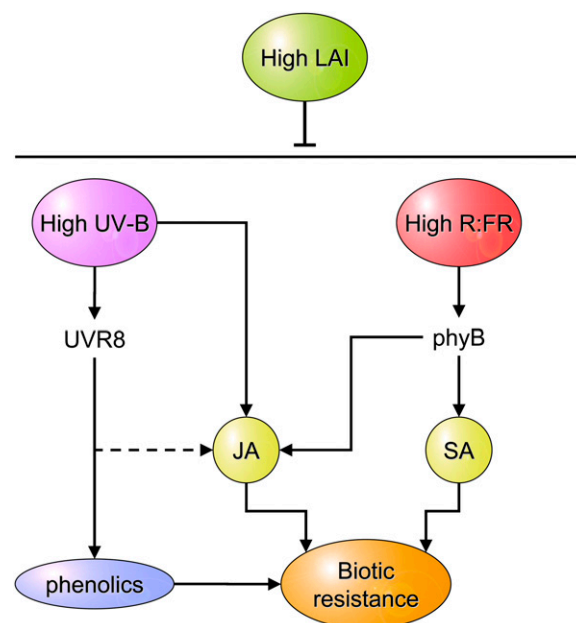 High LAI
High UV-B
High R:FR
UVR8
phyB
JA
SA
phenolics
Biotic
resistance